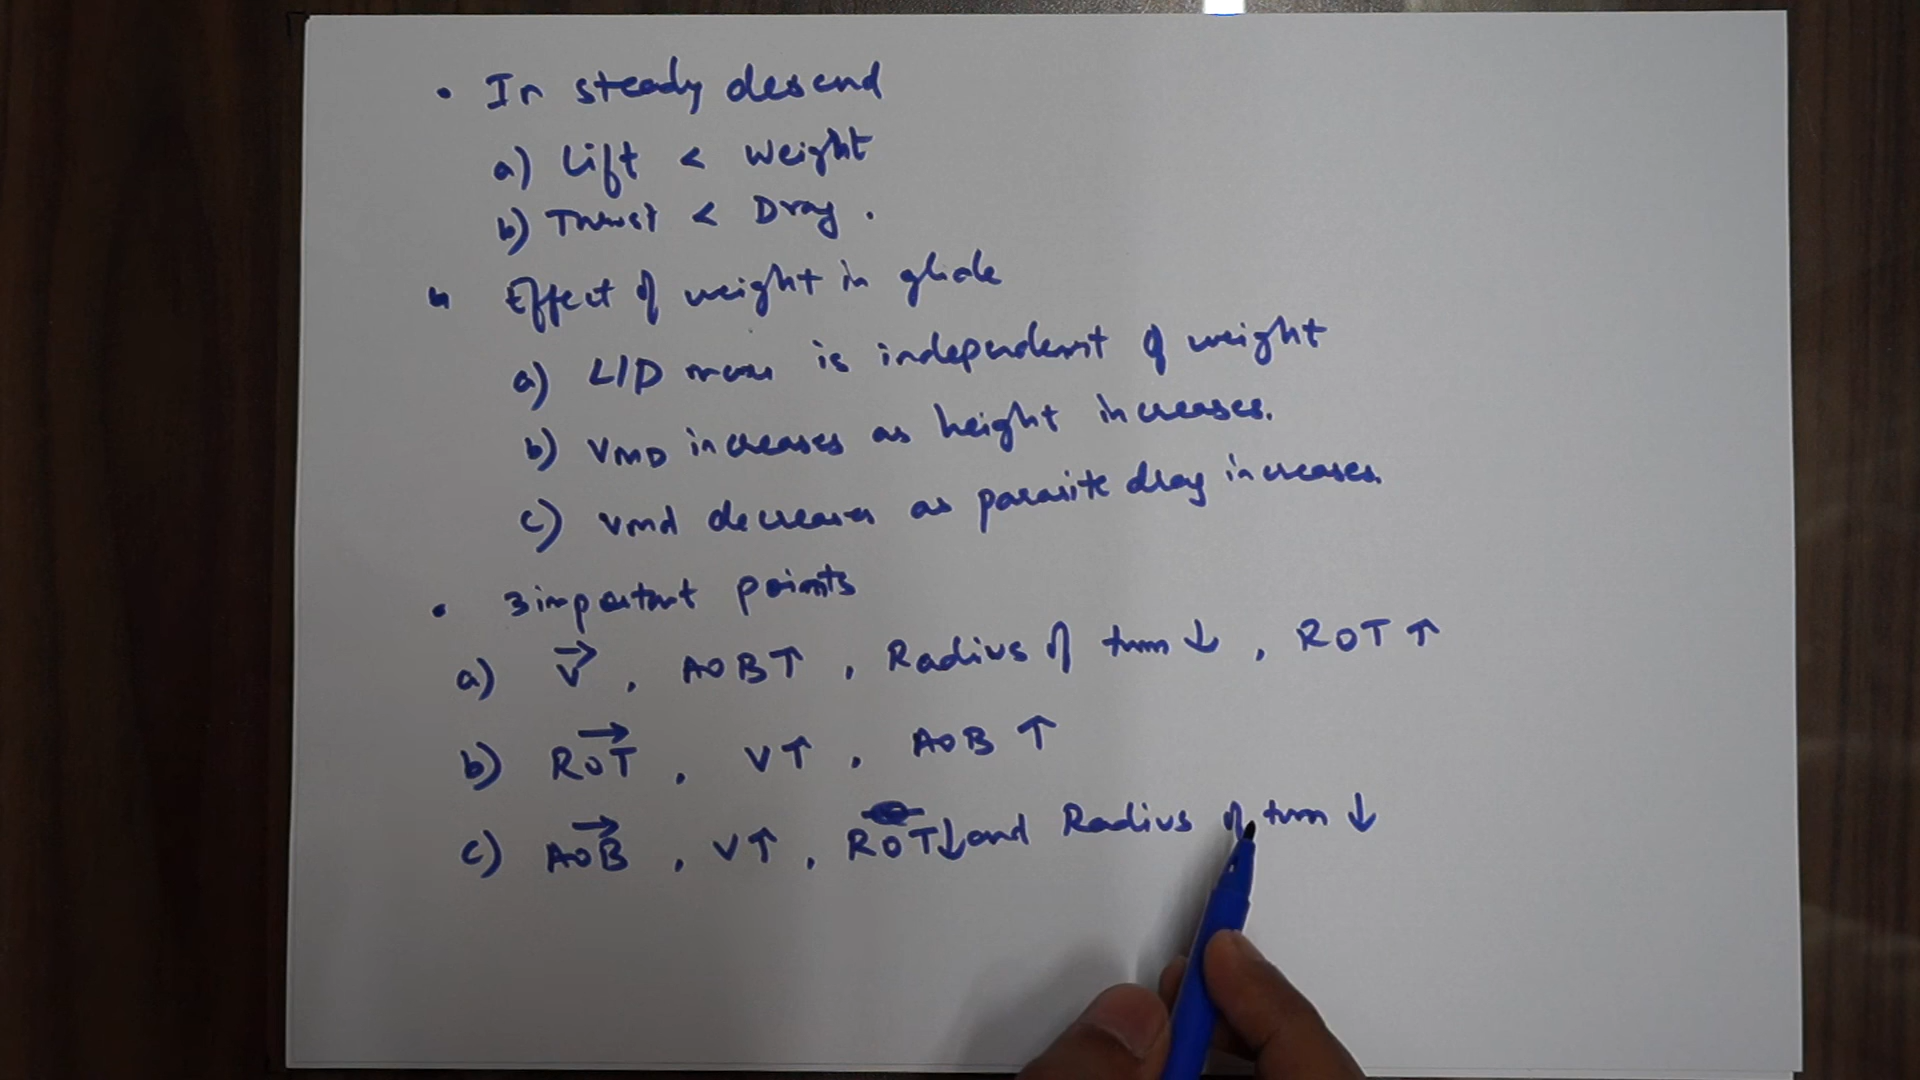 • In steady descend
a) Lift < Weight
b) Thrust < Drag.
• Effect of weight in glide
a) L/D max is independent of weight
b) VMD increases as height increases.
c) vmd decreases as parasite drag increases.
• 3 important points
a) V→, AOB↑, Radius of turn ↓, ROT↑
b) ROT→, V↑, AOB ↑
c) AOB→, V↑, ROT↓ and Radius of turn ↓